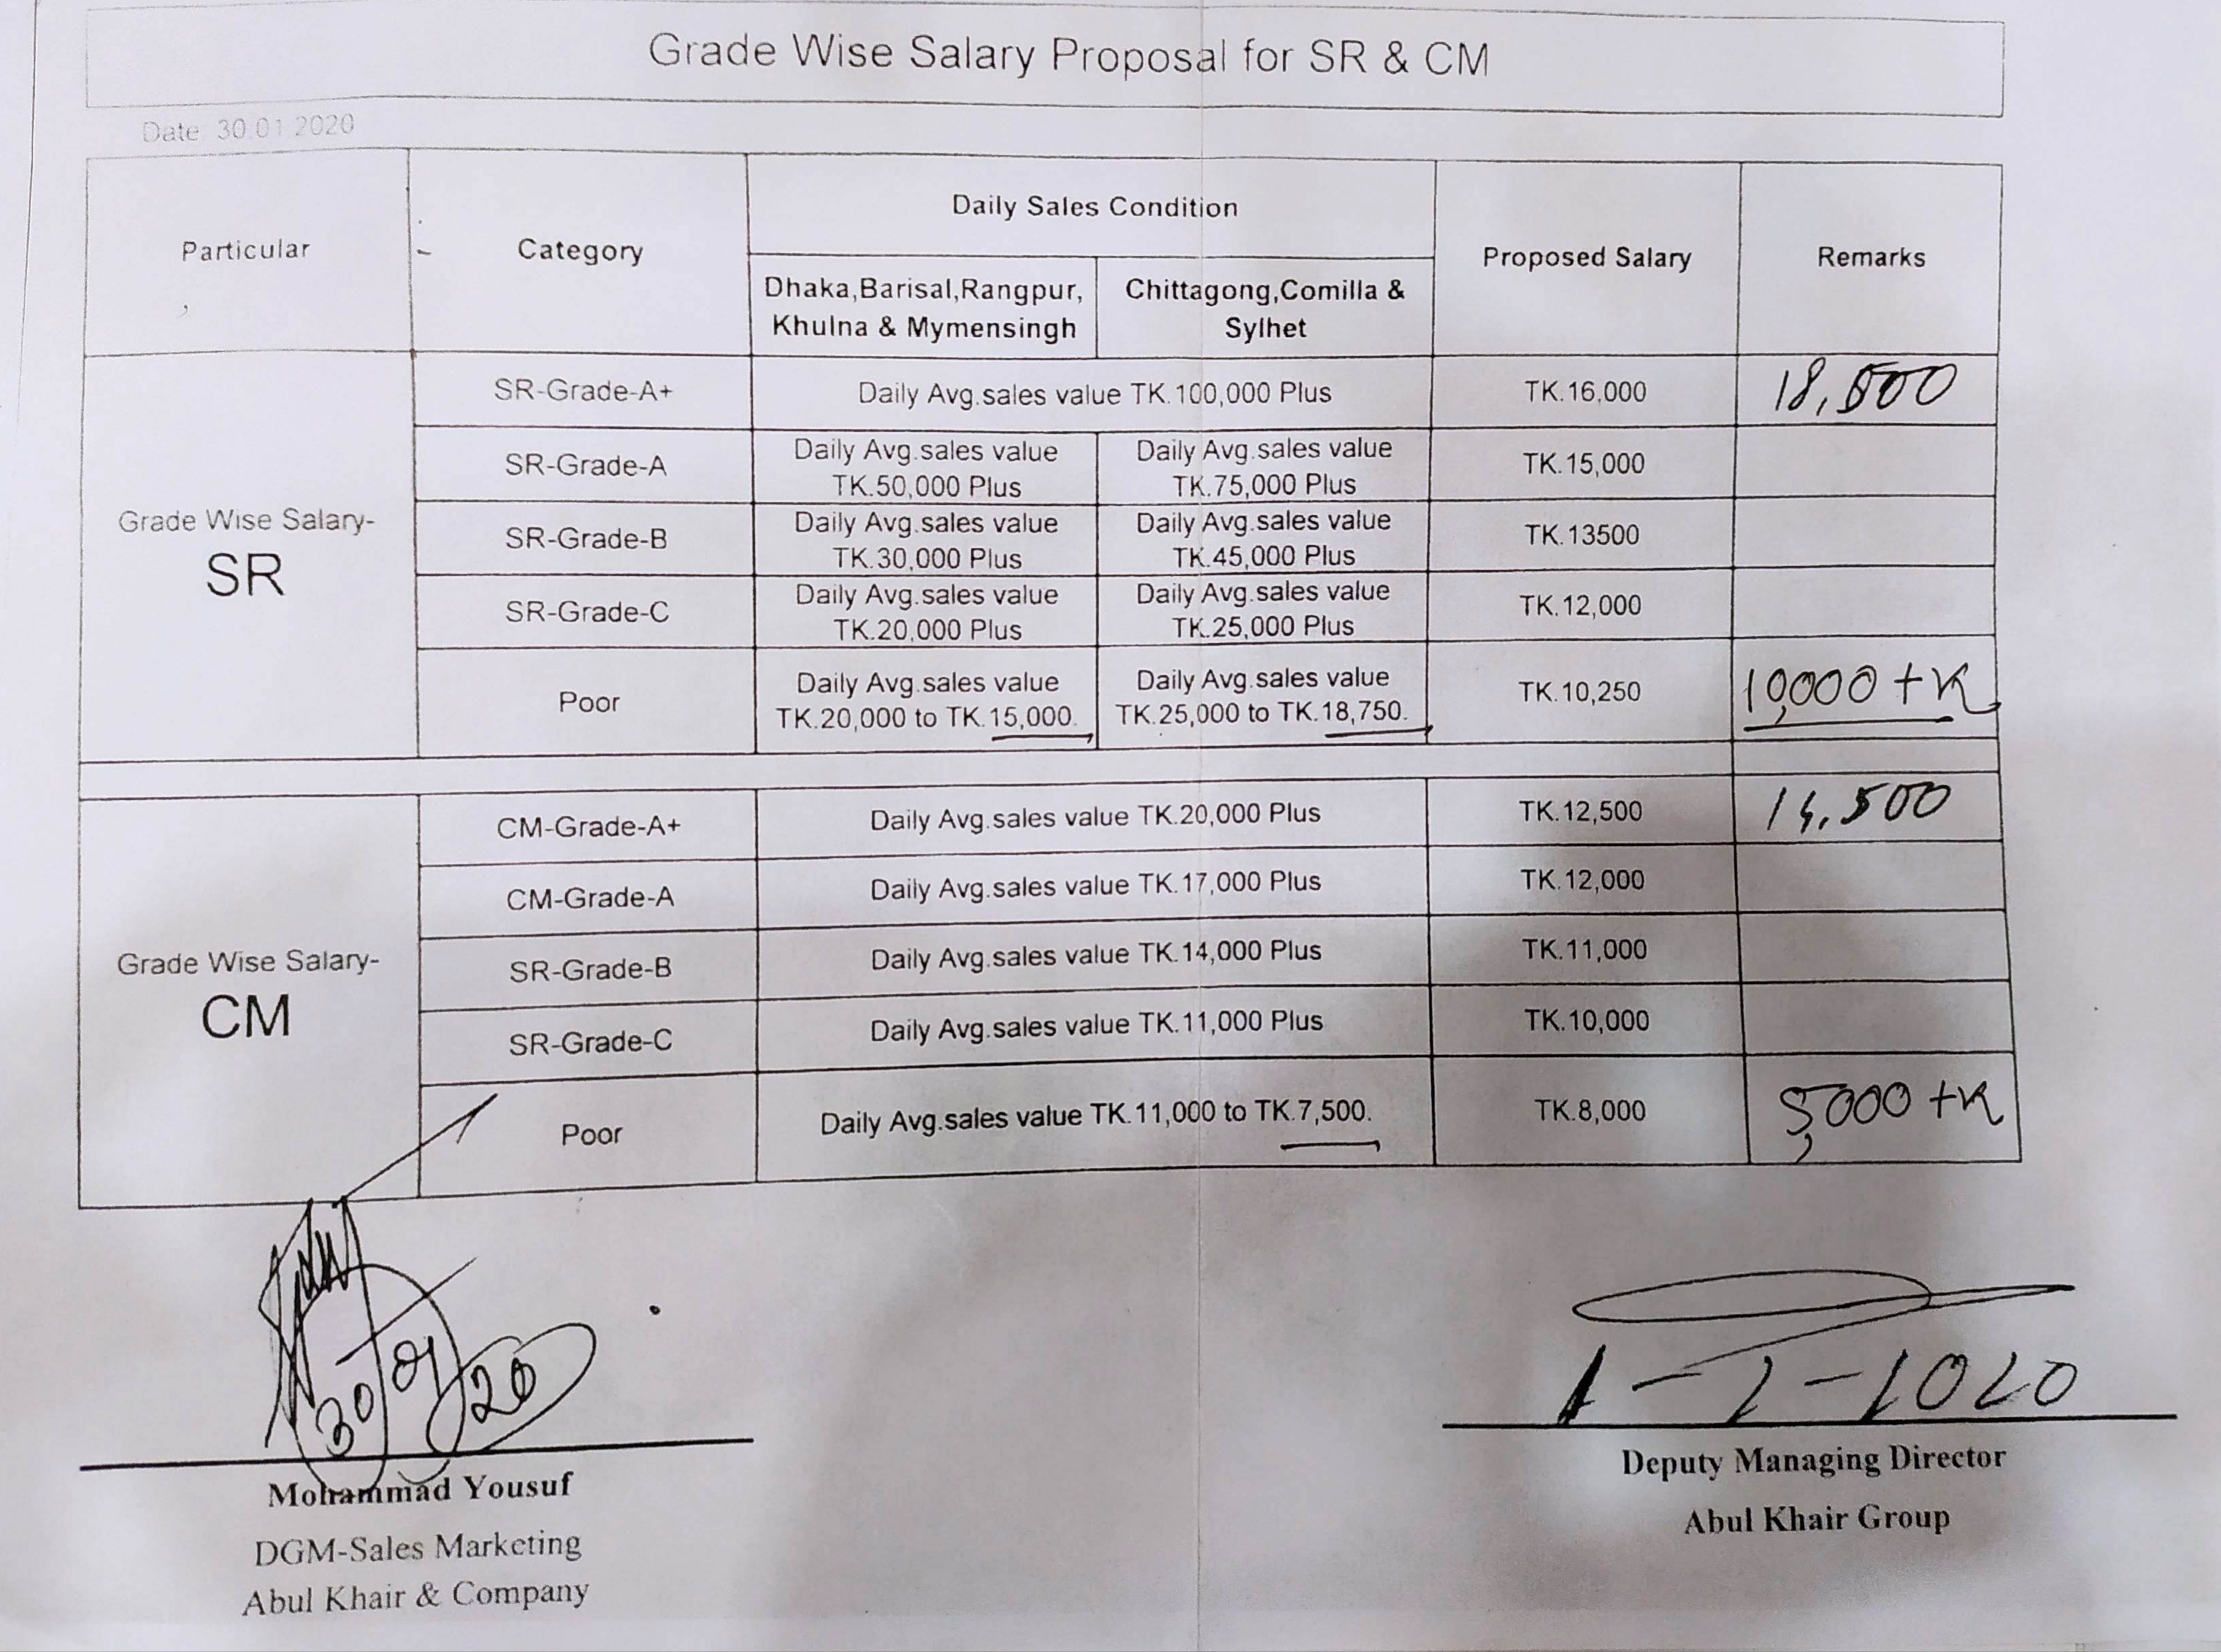 Grade Wise Salary Proposal for SR & CM
Date 30.01.2020
Particular
Category
Daily Sales Condition
Dhaka,Barisal,Rangpur,
Khulna & Mymensingh
Chittagong,Comilla &
Sylhet
Proposed Salary
Remarks
Grade Wise Salary-
SR
SR-Grade-A+
Daily Avg.sales value TK.100,000 Plus
TK.16,000
18,500
SR-Grade-A
Daily Avg.sales value
TK.50,000 Plus
Daily Avg.sales value
TK.75,000 Plus
TK.15,000
SR-Grade-B
Daily Avg.sales value
TK.30,000 Plus
Daily Avg.sales value
TK.45,000 Plus
TK.13500
SR-Grade-C
Daily Avg.sales value
TK.20,000 Plus
Daily Avg.sales value
TK.25,000 Plus
TK.12,000
Poor
Daily Avg.sales value
TK.20,000 to TK.15,000.
Daily Avg.sales value
TK.25,000 to TK.18,750.
TK.10,250
10,000 +K
Grade Wise Salary-
CM
CM-Grade-A+
Daily Avg.sales value TK.20,000 Plus
TK.12,500
14,500
CM-Grade-A
Daily Avg.sales value TK.17,000 Plus
TK.12,000
SR-Grade-B
Daily Avg.sales value TK.14,000 Plus
TK.11,000
SR-Grade-C
Daily Avg.sales value TK.11,000 Plus
TK.10,000
Poor
Daily Avg.sales value TK.11,000 to TK.7,500.
TK.8,000
5,000 +K
30/01/20
Mohammad Yousuf
DGM-Sales Marketing
Abul Khair & Company
1-2-2020
Deputy Managing Director
Abul Khair Group